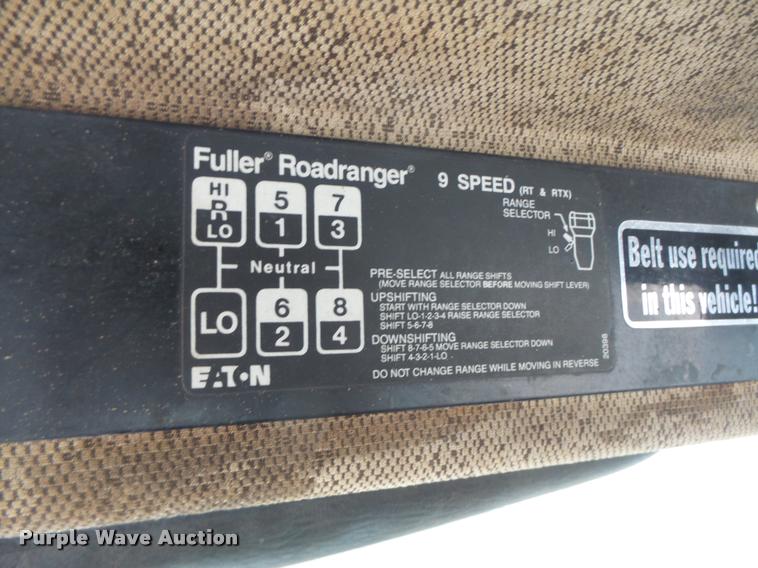 Fuller® Roadranger® 9 SPEED (RT & RTX)
HI R LO
5 1
7 3
Neutral
LO
6 2
8 4
EATON
RANGE
SELECTOR
HI
LO
PRE-SELECT ALL RANGE SHIFTS
(MOVE RANGE SELECTOR BEFORE MOVING SHIFT LEVER)
UPSHIFTING
START WITH RANGE SELECTOR DOWN
SHIFT LO-1-2-3-4 RAISE RANGE SELECTOR
SHIFT 5-6-7-8
DOWNSHIFTING
SHIFT 8-7-6-5 MOVE RANGE SELECTOR DOWN
SHIFT 4-3-2-1-LO
DO NOT CHANGE RANGE WHILE MOVING IN REVERSE
20398
Belt use required
in this vehicle!
Purple Wave Auction